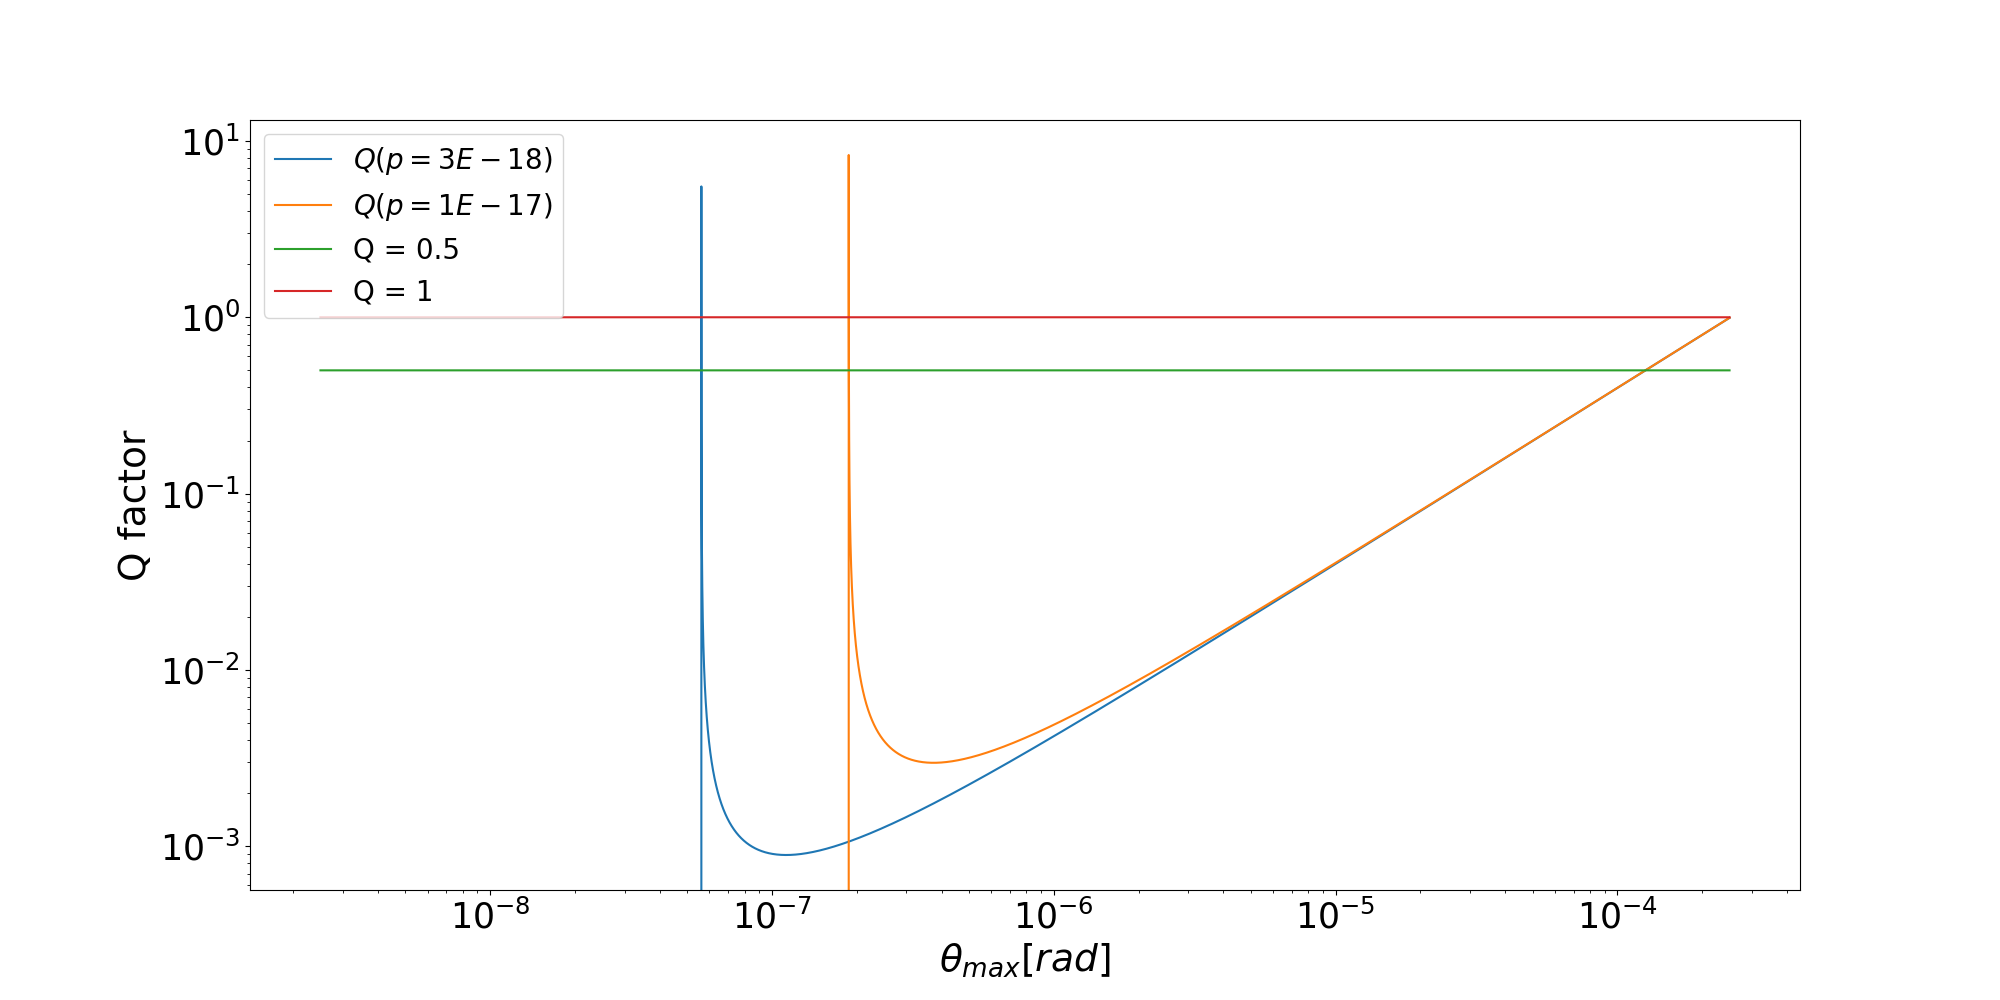 10¹
10⁰
10⁻¹
10⁻²
10⁻³
Q factor
Q(p = 3E − 18)
Q(p = 1E − 17)
Q = 0.5
Q = 1
10⁻⁸ 10⁻⁷ 10⁻⁶ 10⁻⁵ 10⁻⁴
θₘₐₓ[rad]